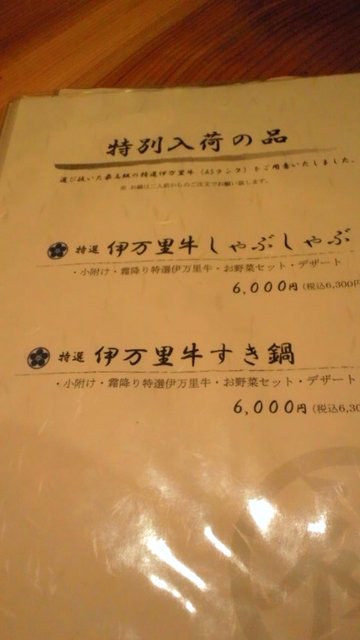 特別入荷の品
選び抜いた最高級の特選伊万里牛（A5ランク）をご用意いたしました。
※ お鍋は二人前からのご注文でお願い致します。
特選 伊万里牛しゃぶしゃぶ
・小附け・霜降り特選伊万里牛・お野菜セット・デザート
6,000円（税込6,300円
特選 伊万里牛すき鍋
・小附け・霜降り特選伊万里牛・お野菜セット・デザート
6,000円（税込6,30